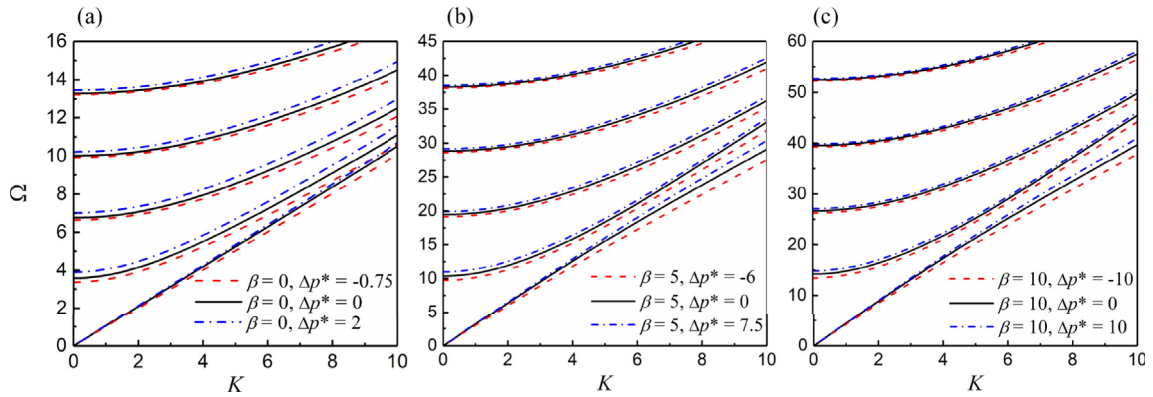 (a)
Ω
16
14
12
10
8
6
4
2
0
0 2 4 6 8 10
K
β = 0, Δp* = -0.75
β = 0, Δp* = 0
β = 0, Δp* = 2
(b)
45
40
35
30
25
20
15
10
5
0
0 2 4 6 8 10
K
β = 5, Δp* = -6
β = 5, Δp* = 0
β = 5, Δp* = 7.5
(c)
60
50
40
30
20
10
0
0 2 4 6 8 10
K
β = 10, Δp* = -10
β = 10, Δp* = 0
β = 10, Δp* = 10